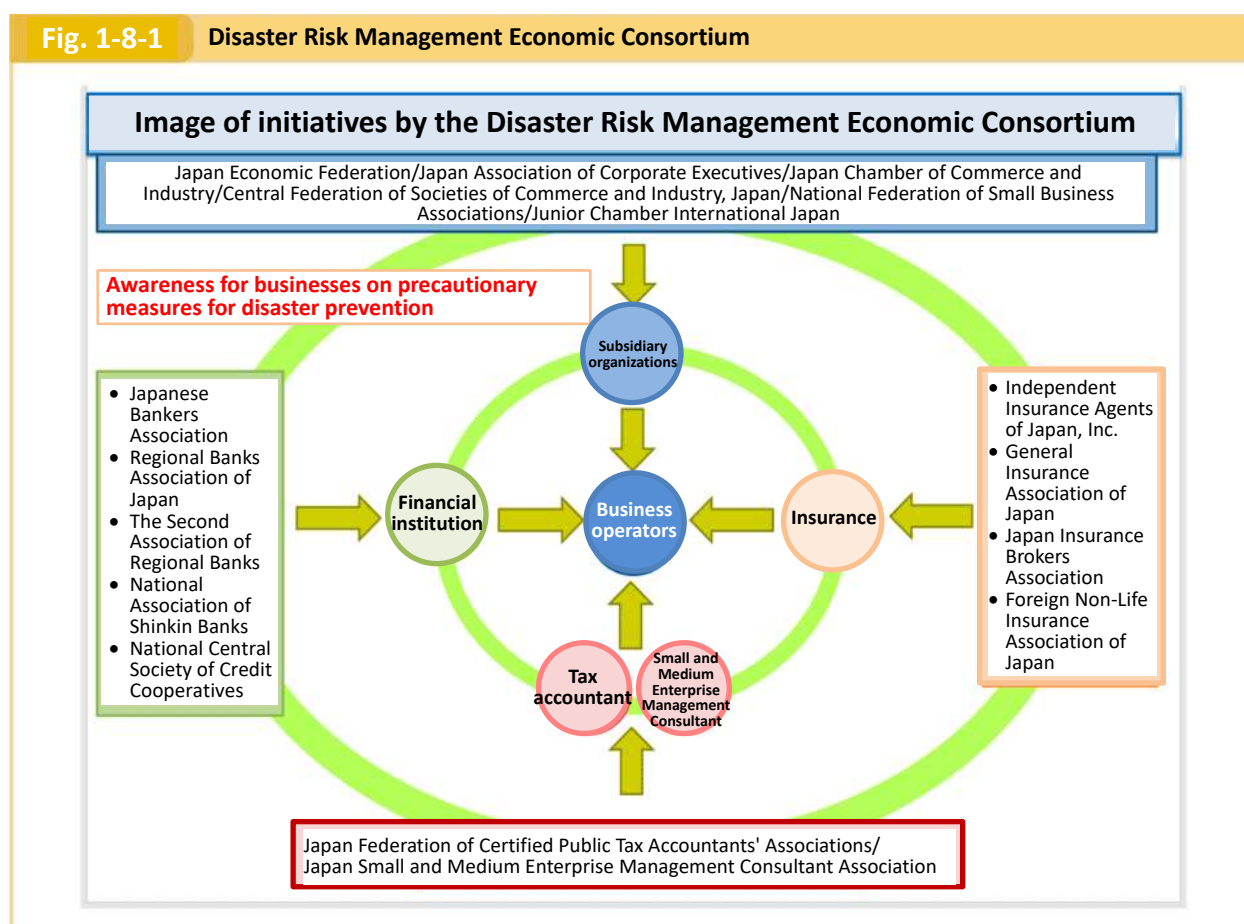 Fig. 1-8-1
Disaster Risk Management Economic Consortium
Image of initiatives by the Disaster Risk Management Economic Consortium
Japan Economic Federation/Japan Association of Corporate Executives/Japan Chamber of Commerce and
Industry/Central Federation of Societies of Commerce and Industry, Japan/National Federation of Small Business
Associations/Junior Chamber International Japan
Awareness for businesses on precautionary
measures for disaster prevention
Subsidiary
organizations
• Japanese
Bankers
Association
• Regional Banks
Association of
Japan
• The Second
Association of
Regional Banks
• National
Association of
Shinkin Banks
• National Central
Society of Credit
Cooperatives
Financial
institution
Business
operators
Insurance
• Independent
Insurance Agents
of Japan, Inc.
• General
Insurance
Association of
Japan
• Japan Insurance
Brokers
Association
• Foreign Non-Life
Insurance
Association of
Japan
Tax
accountant
Small and
Medium
Enterprise
Management
Consultant
Japan Federation of Certified Public Tax Accountants' Associations/
Japan Small and Medium Enterprise Management Consultant Association